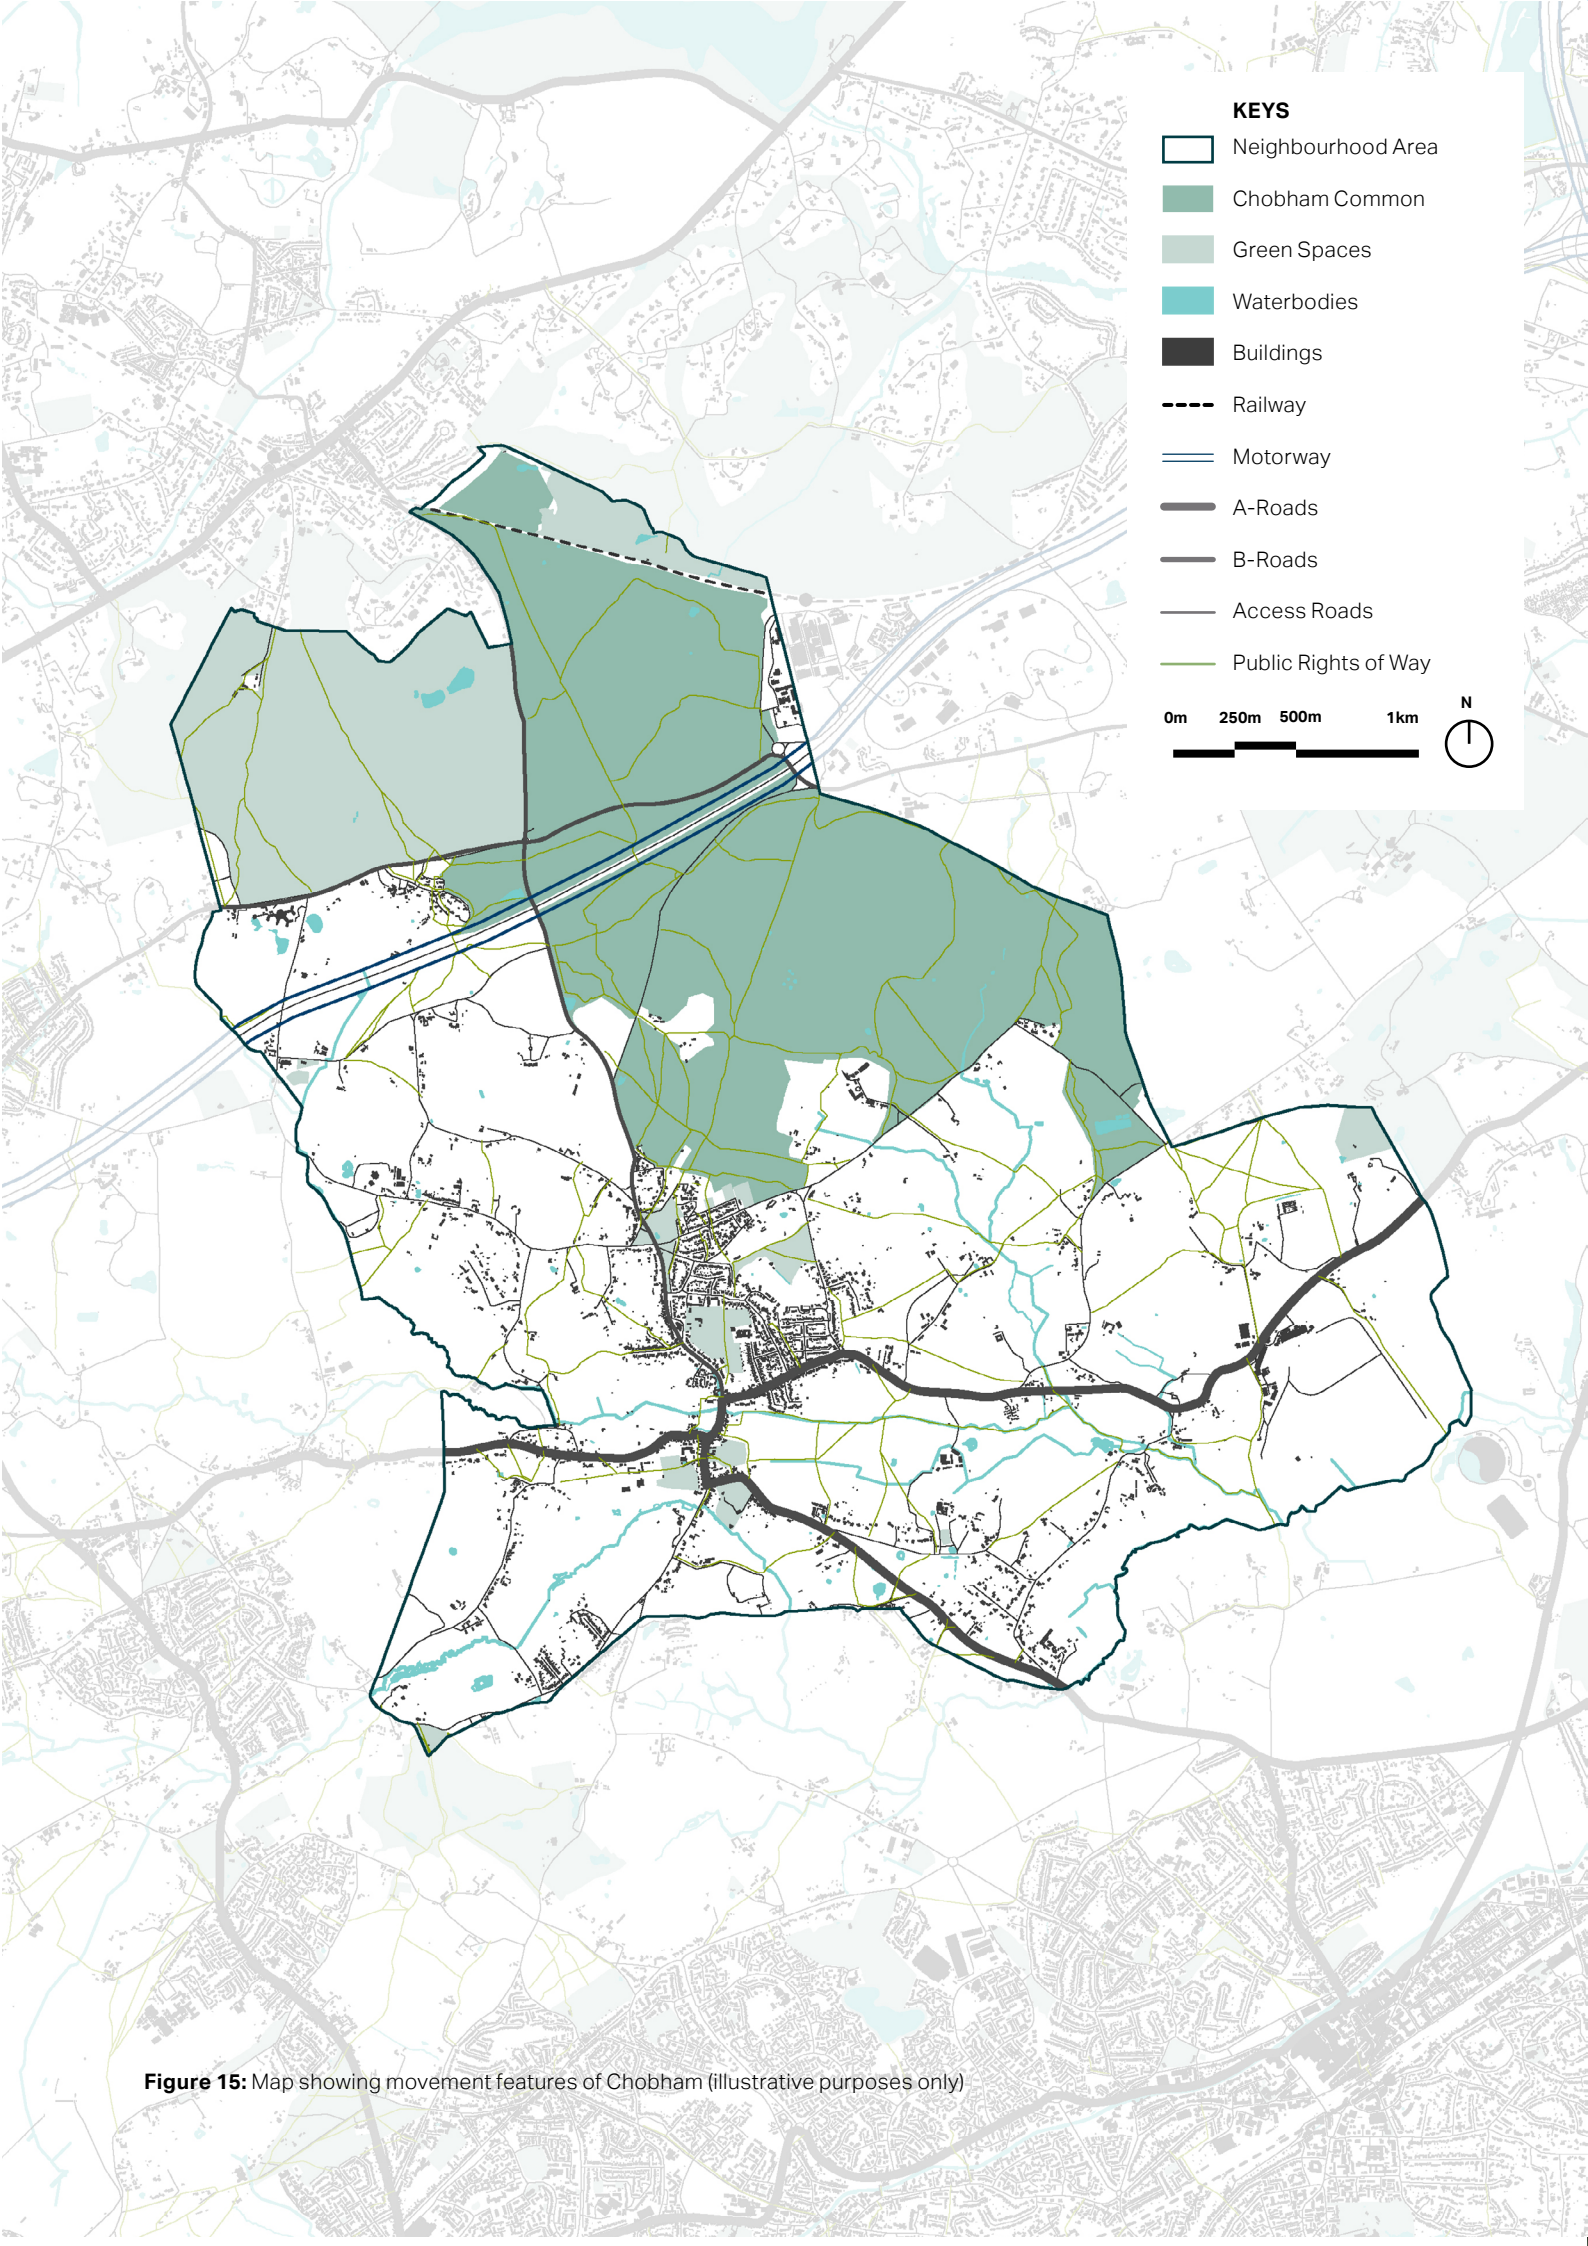 KEYS
Neighbourhood Area
Chobham Common
Green Spaces
Waterbodies
Buildings
Railway
Motorway
A-Roads
B-Roads
Access Roads
Public Rights of Way
0m 250m 500m 1km
N
Figure 15: Map showing movement features of Chobham (illustrative purposes only)